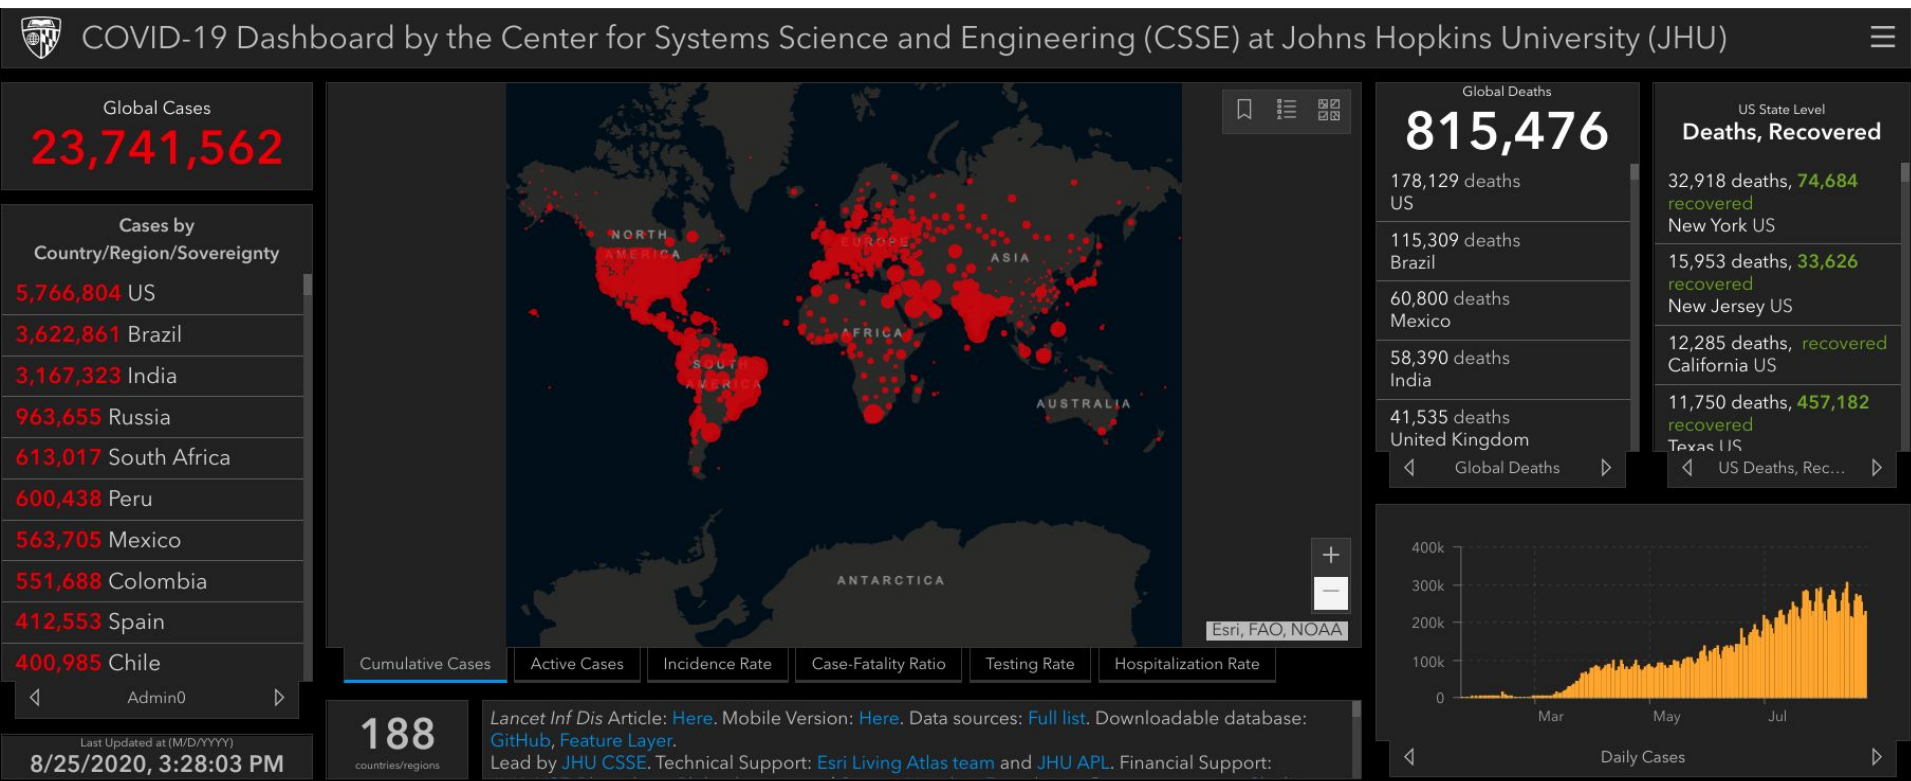 COVID-19 Dashboard by the Center for Systems Science and Engineering (CSSE) at Johns Hopkins University (JHU)
Global Cases
23,741,562
Cases by
Country/Region/Sovereignty
5,766,804 US
3,622,861 Brazil
3,167,323 India
963,655 Russia
613,017 South Africa
600,438 Peru
563,705 Mexico
551,688 Colombia
412,553 Spain
400,985 Chile
Admin0
Last Updated at (M/D/YYYY)
8/25/2020, 3:28:03 PM
NORTH
AMERICA
EUROPE
ASIA
AFRICA
SOUTH
AMERICA
AUSTRALIA
ANTARCTICA
Esri, FAO, NOAA
Cumulative Cases
Active Cases
Incidence Rate
Case-Fatality Ratio
Testing Rate
Hospitalization Rate
188
countries/regions
Lancet Inf Dis Article: Here. Mobile Version: Here. Data sources: Full list. Downloadable database:
GitHub, Feature Layer.
Lead by JHU CSSE. Technical Support: Esri Living Atlas team and JHU APL. Financial Support:
Global Deaths
815,476
178,129 deaths
US
115,309 deaths
Brazil
60,800 deaths
Mexico
58,390 deaths
India
41,535 deaths
United Kingdom
Global Deaths
US State Level
Deaths, Recovered
32,918 deaths, 74,684
recovered
New York US
15,953 deaths, 33,626
recovered
New Jersey US
12,285 deaths, recovered
California US
11,750 deaths, 457,182
recovered
Texas US
US Deaths, Rec...
400k
300k
200k
100k
0
Mar
May
Jul
Daily Cases